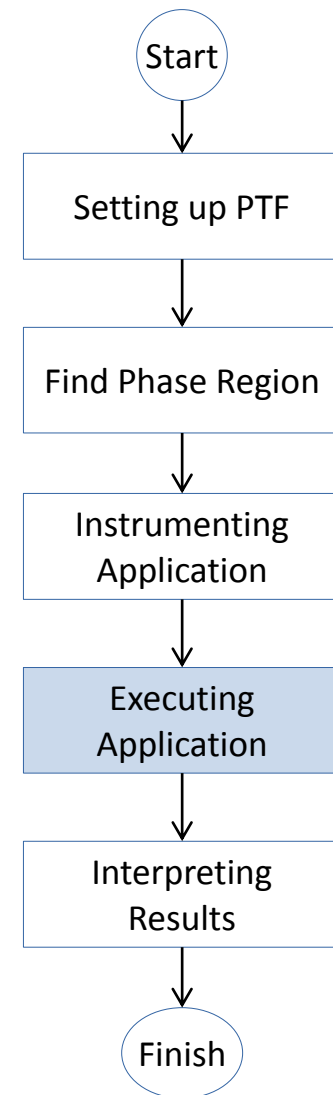 Start
Setting up PTF
Find Phase Region
Instrumenting
Application
Executing
Application
Interpreting
Results
Finish